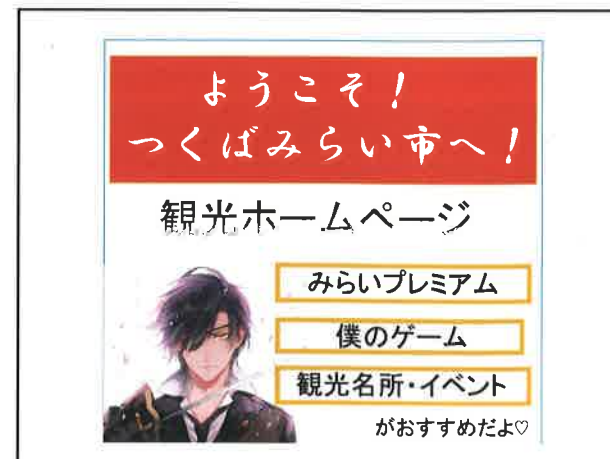 ようこそ！
つくばみらい市へ！
観光ホームページ
みらいプレミアム
僕のゲーム
観光名所・イベント
がおすすめだよ♡